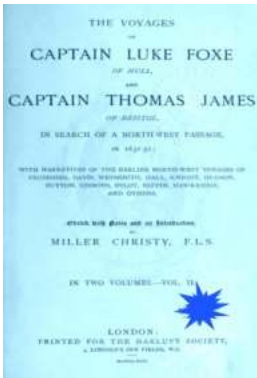 THE VOYAGES
OF
CAPTAIN LUKE FOXE
OF HULL,
AND
CAPTAIN THOMAS JAMES
OF BRISTOL,
IN SEARCH OF A NORTH-WEST PASSAGE,
IN 1631-32;
WITH NARRATIVES OF THE EARLIER NORTH-WEST VOYAGES OF
FROBISHER, DAVIS, WEYMOUTH, HALL, KNIGHT, HUDSON,
BUTTON, GIBBONS, BYLOT, BAFFIN, HAWKRIDGE,
AND OTHERS.
Edited, with Notes and an Introduction,
BY
MILLER CHRISTY, F.L.S.
IN TWO VOLUMES.—VOL. II.
LONDON:
PRINTED FOR THE HAKLUYT SOCIETY,
4, LINCOLN'S INN FIELDS, W.C.